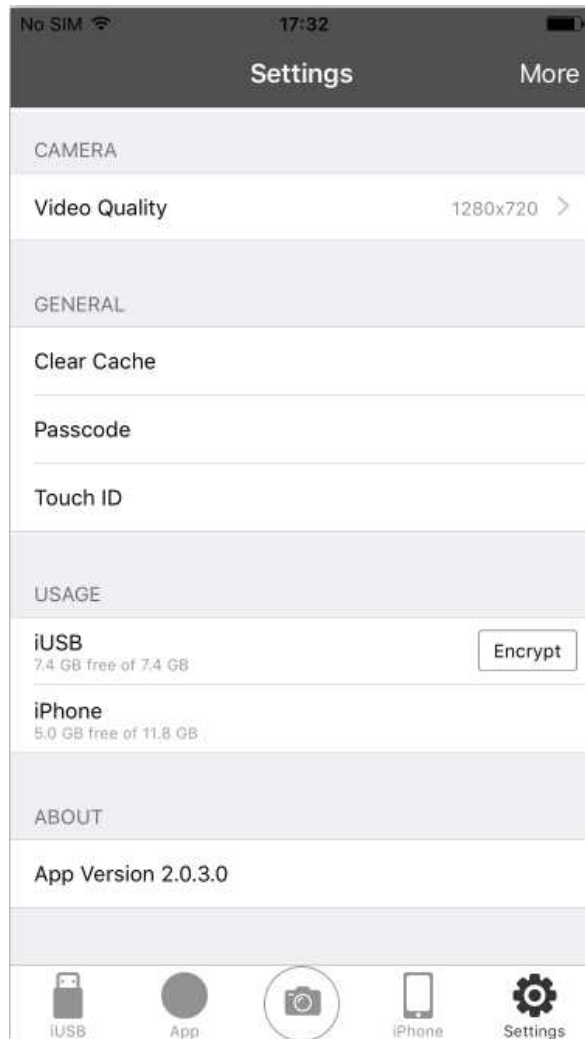 No SIM 17:32
Settings More
CAMERA
Video Quality 1280x720
GENERAL
Clear Cache
Passcode
Touch ID
USAGE
iUSB
7.4 GB free of 7.4 GB
Encrypt
iPhone
5.0 GB free of 11.8 GB
ABOUT
App Version 2.0.3.0
iUSB App iPhone Settings